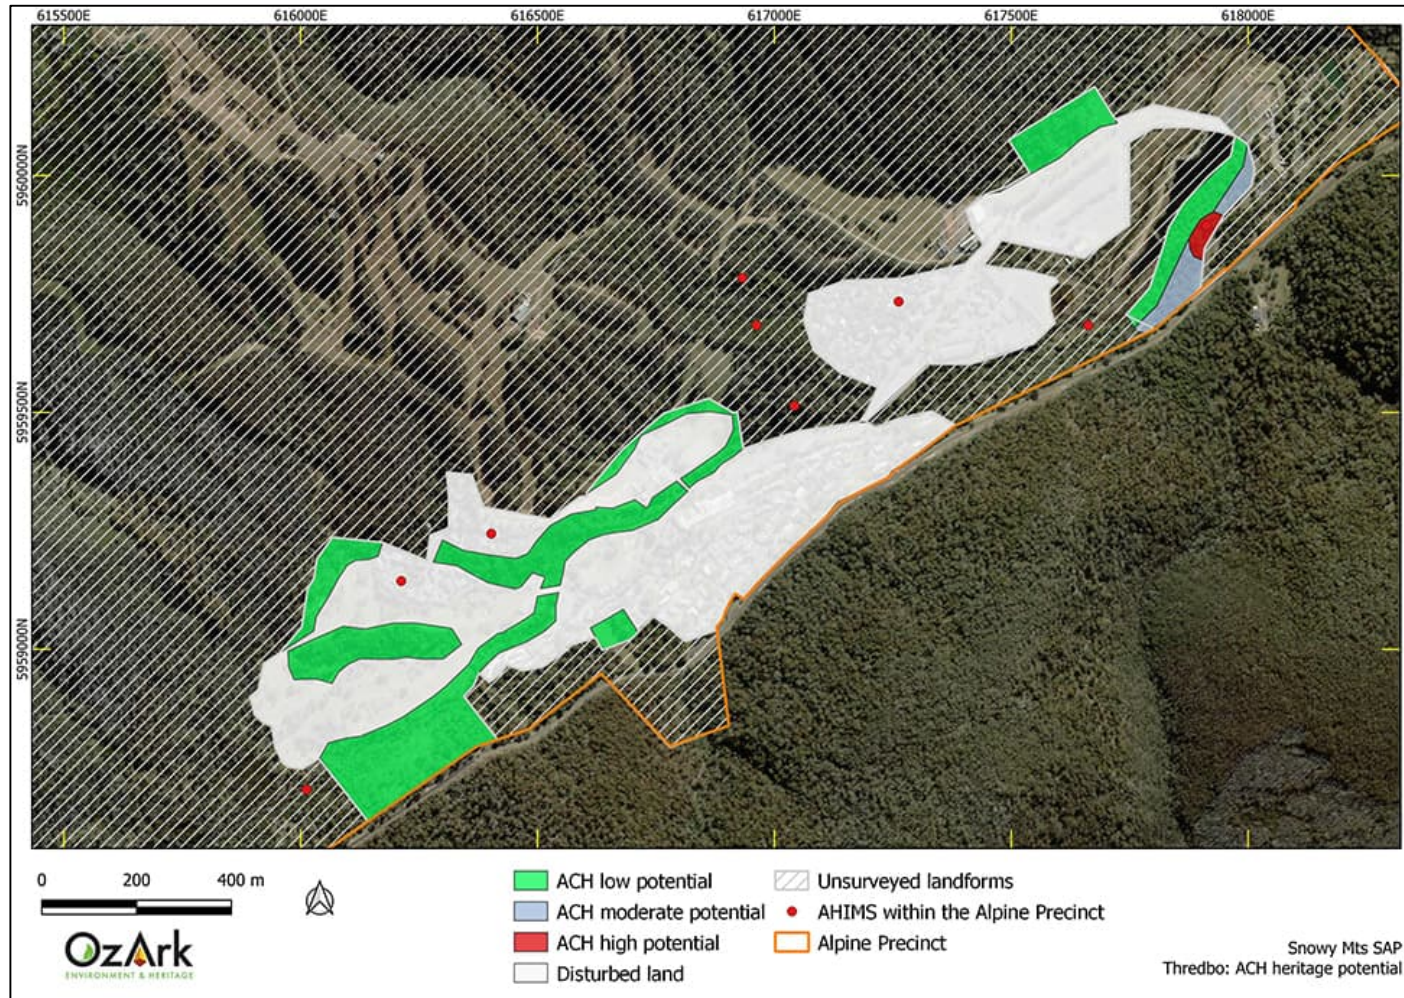 615500E 616000E 616500E 617000E 617500E 618000E
5960000N
5959500N
5959000N
0 200 400 m
ACH low potential
ACH moderate potential
ACH high potential
Disturbed land
Unsurveyed landforms
AHIMS within the Alpine Precinct
Alpine Precinct
OzArk
ENVIRONMENT & HERITAGE
Snowy Mts SAP
Thredbo: ACH heritage potential